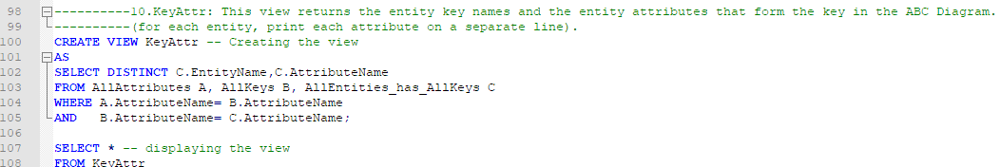 98 ----------10.KeyAttr: This view returns the entity key names and the entity attributes that form the key in the ABC Diagram.
99 ----------(for each entity, print each attribute on a separate line).
100 CREATE VIEW KeyAttr -- Creating the view
101 AS
102 SELECT DISTINCT C.EntityName,C.AttributeName
103 FROM AllAttributes A, AllKeys B, AllEntities_has_AllKeys C
104 WHERE A.AttributeName= B.AttributeName
105 AND   B.AttributeName= C.AttributeName;
106
107 SELECT * -- displaying the view
108 FROM KeyAttr